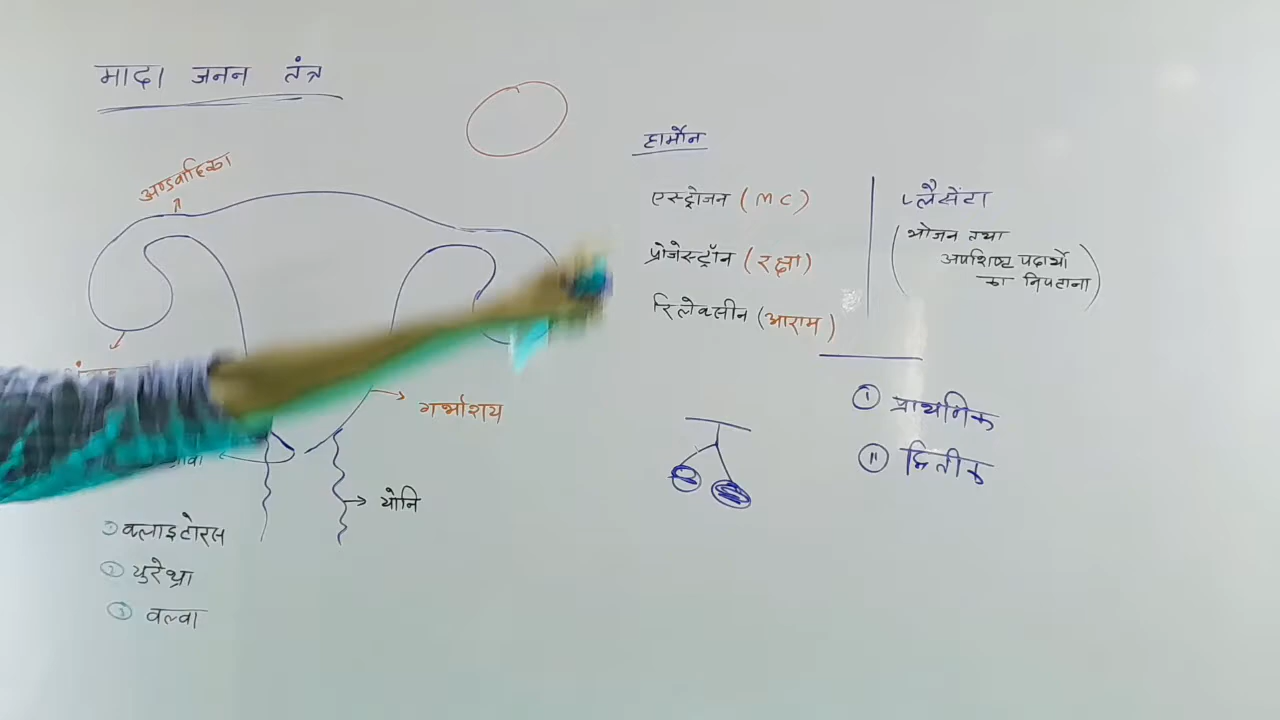 मादा जनन तंत्र
अण्डवाहिका
गर्भाशय
योनि
① क्लाइटोरस
② युरेथ्रा
③ वल्वा
हार्मोन
एस्ट्रोजन (MC)
प्रोजेस्ट्रॉन (रक्षा)
रिलेक्सीन (आराम)
प्लैसेंटा
(भोजन तथा
अपशिष्ट पदार्थो
का निपटाना)
① प्राथमिक
② द्वितीक